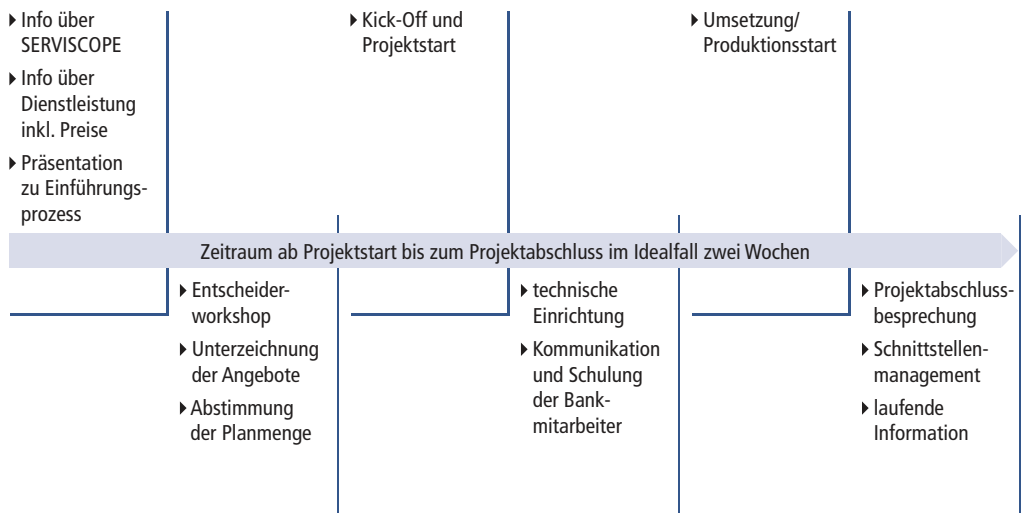 Info über
SERVISCOPE
Info über
Dienstleistung
inkl. Preise
Präsentation
zu Einführungs-
prozess
Kick-Off und
Projektstart
Umsetzung/
Produktionsstart
Zeitraum ab Projektstart bis zum Projektabschluss im Idealfall zwei Wochen
Entscheider-
workshop
Unterzeichnung
der Angebote
Abstimmung
der Planmenge
technische
Einrichtung
Kommunikation
und Schulung
der Bank-
mitarbeiter
Projektabschluss-
besprechung
Schnittstellen-
management
laufende
Information